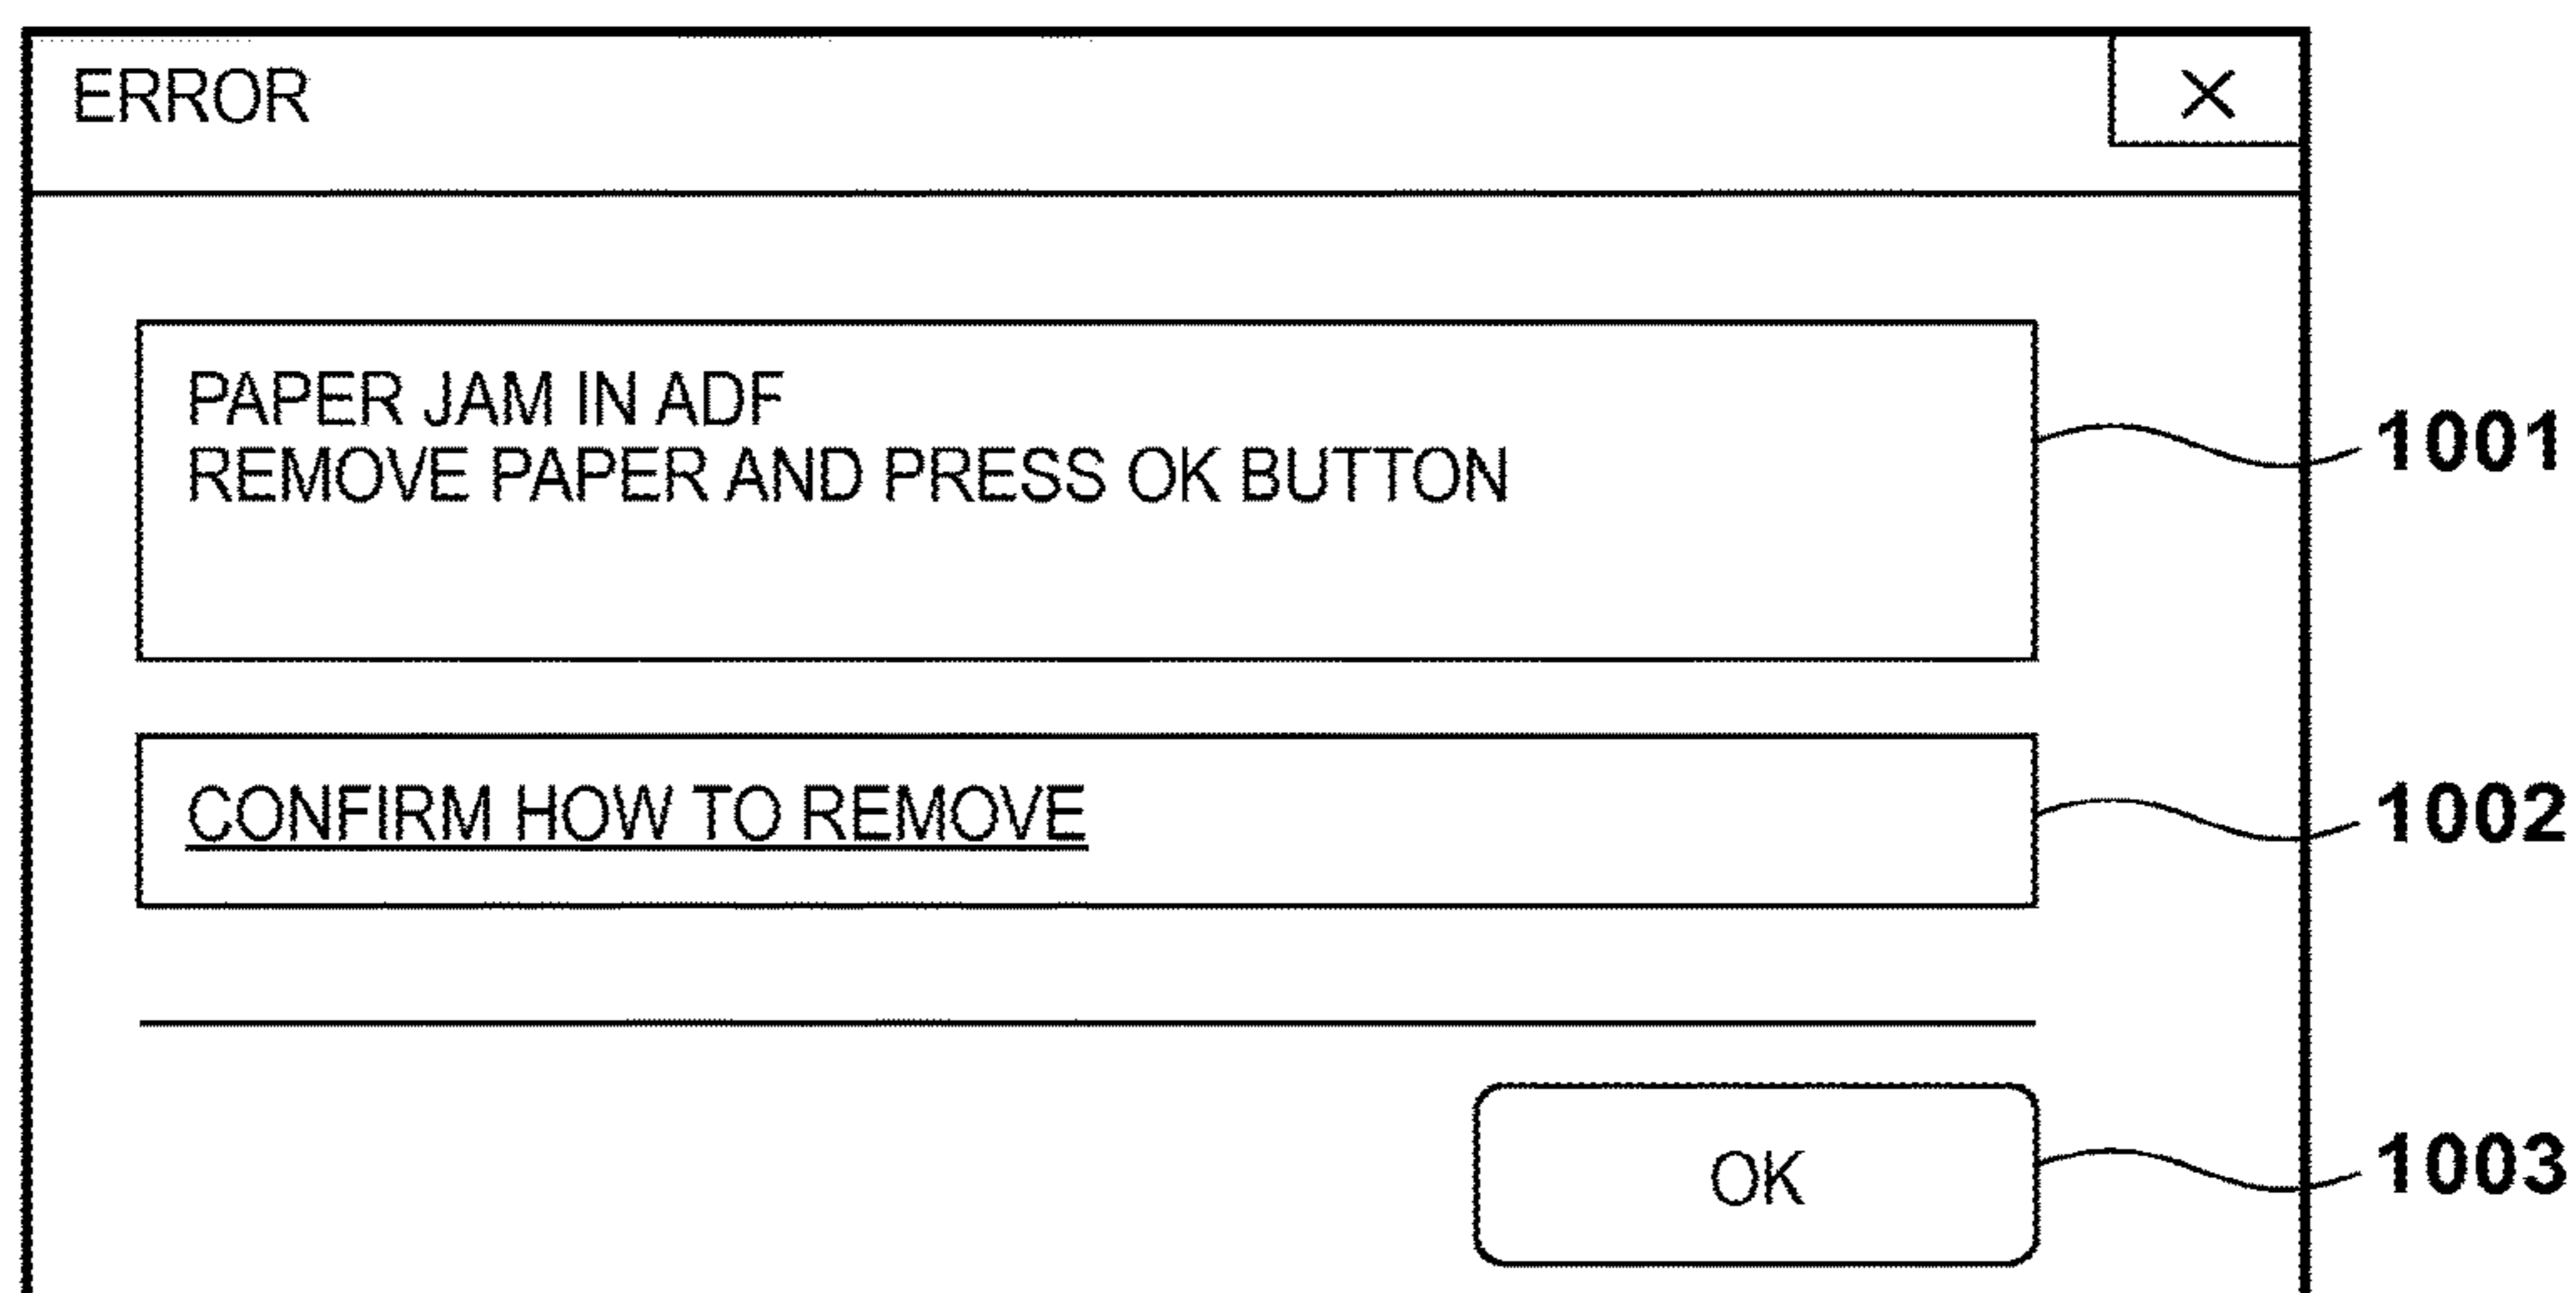 ERROR
×
PAPER JAM IN ADF
REMOVE PAPER AND PRESS OK BUTTON
1001
CONFIRM HOW TO REMOVE
1002
OK
1003